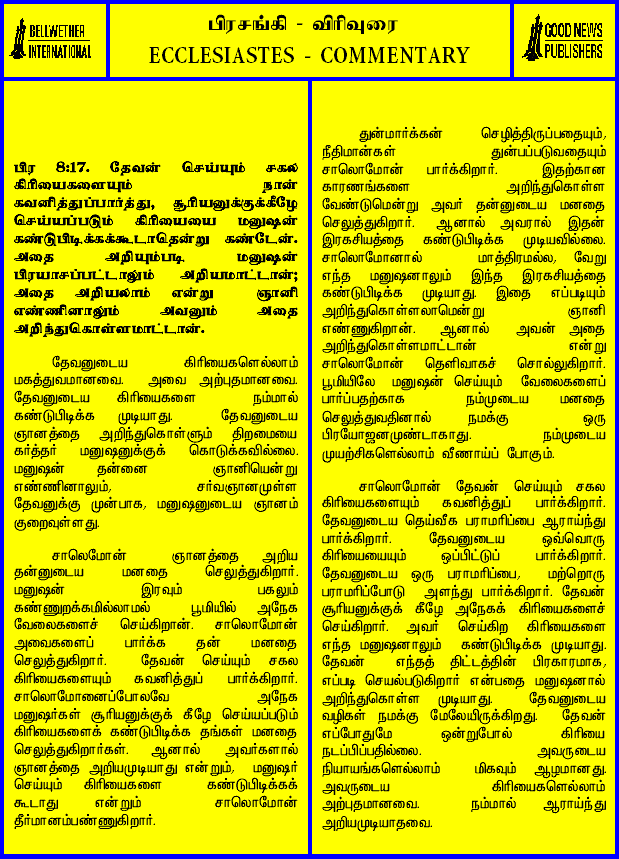 BELLWETHER
INTERNATIONAL
பிரசங்கி - விரிவுரை
ECCLESIASTES - COMMENTARY
GOOD NEWS
PUBLISHERS
பிர 8:17. தேவன் செய்யும் சகல
கிரியைகளையும் நான்
கவனித்துப்பார்த்து, சூரியனுக்குக்கீழே
செய்யப்படும் கிரியையை மனுஷன்
கண்டுபிடிக்கக்கூடாதென்று கண்டேன்.
அதை அறியும்படி மனுஷன்
பிரயாசப்பட்டாலும் அறியமாட்டான்;
அதை அறியலாம் என்று ஞானி
எண்ணினாலும் அவனும் அதை
அறிந்துகொள்ளமாட்டான்.
தேவனுடைய கிரியைகளெல்லாம்
மகத்துவமானவை. அவை அற்புதமானவை.
தேவனுடைய கிரியைகளை நம்மால்
கண்டுபிடிக்க முடியாது. தேவனுடைய
ஞானத்தை அறிந்துகொள்ளும் திறமையை
கர்த்தர் மனுஷனுக்குக் கொடுக்கவில்லை.
மனுஷன் தன்னை ஞானியென்று
எண்ணினாலும், சர்வஞானமுள்ள
தேவனுக்கு முன்பாக, மனுஷனுடைய ஞானம்
குறைவுள்ளது.
சாலெமோன் ஞானத்தை அறிய
தன்னுடைய மனதை செலுத்துகிறார்.
மனுஷன் இரவும் பகலும்
கண்ணுறக்கமில்லாமல் பூமியில் அநேக
வேலைகளைச் செய்கிறான். சாலொமோன்
அவைகளைப் பார்க்க தன் மனதை
செலுத்துகிறார். தேவன் செய்யும் சகல
கிரியைகளையும் கவனித்துப் பார்க்கிறார்.
சாலொமோனைப்போலவே அநேக
மனுஷர்கள் சூரியனுக்குக் கீழே செய்யப்படும்
கிரியைகளைக் கண்டுபிடிக்க தங்கள் மனதை
செலுத்துகிறார்கள். ஆனால் அவர்களால்
ஞானத்தை அறியமுடியாது என்றும், மனுஷர்
செய்யும் கிரியைகளை கண்டுபிடிக்கக்
கூடாது என்றும் சாலொமோன்
தீர்மானம்பண்ணுகிறார்.
துன்மார்க்கன் செழித்திருப்பதையும்,
நீதிமான்கள் துன்பப்படுவதையும்
சாலொமோன் பார்க்கிறார். இதற்கான
காரணங்களை அறிந்துகொள்ள
வேண்டுமென்று அவர் தன்னுடைய மனதை
செலுத்துகிறார். ஆனால் அவரால் இதன்
இரகசியத்தை கண்டுபிடிக்க முடியவில்லை.
சாலொமோனால் மாத்திரமல்ல, வேறு
எந்த மனுஷனாலும் இந்த இரகசியத்தை
கண்டுபிடிக்க முடியாது. இதை எப்படியும்
அறிந்துகொள்ளலாமென்று ஞானி
எண்ணுகிறான். ஆனால் அவன் அதை
அறிந்துகொள்ளமாட்டான் என்று
சாலொமோன் தெளிவாகச் சொல்லுகிறார்.
பூமியிலே மனுஷன் செய்யும் வேலைகளைப்
பார்ப்பதற்காக நம்முடைய மனதை
செலுத்துவதினால் நமக்கு ஒரு
பிரயோஜனமுண்டாகாது. நம்முடைய
முயற்சிகளெல்லாம் வீணாய்ப் போகும்.
சாலொமோன் தேவன் செய்யும் சகல
கிரியைகளையும் கவனித்துப் பார்க்கிறார்.
தேவனுடைய தெய்வீக பராமரிப்பை ஆராய்ந்து
பார்க்கிறார். தேவனுடைய ஒவ்வொரு
கிரியையையும் ஒப்பிட்டுப் பார்க்கிறார்.
தேவனுடைய ஒரு பராமரிப்பை, மற்றொரு
பராமரிப்போடு அளந்து பார்க்கிறார். தேவன்
சூரியனுக்குக் கீழே அநேகக் கிரியைகளைச்
செய்கிறார். அவர் செய்கிற கிரியைகளை
எந்த மனுஷனாலும் கண்டுபிடிக்க முடியாது.
தேவன் எந்தத் திட்டத்தின் பிரகாரமாக,
எப்படி செயல்படுகிறார் என்பதை மனுஷனால்
அறிந்துகொள்ள முடியாது. தேவனுடைய
வழிகள் நமக்கு மேலேயிருக்கிறது. தேவன்
எப்போதுமே ஒன்றுபோல் கிரியை
நடப்பிப்பதில்லை. அவருடைய
நியாயங்களெல்லாம் மிகவும் ஆழமானது.
அவருடைய கிரியைகளெல்லாம்
அற்புதமானவை. நம்மால் ஆராய்ந்து
அறியமுடியாதவை.